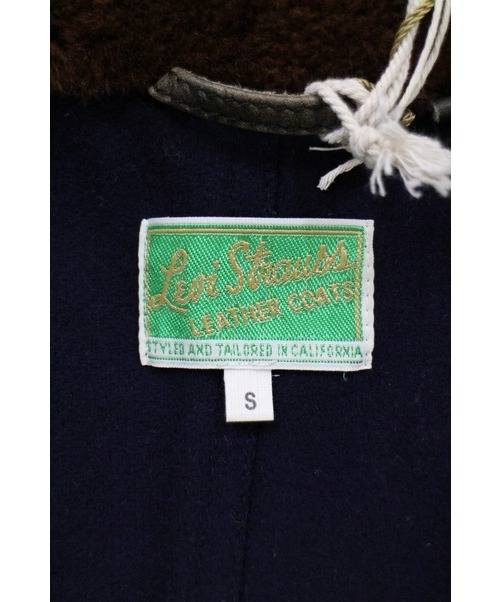 Levi Strauss
LEATHER COATS
STYLED AND TAILORED IN CALIFORNIA
S